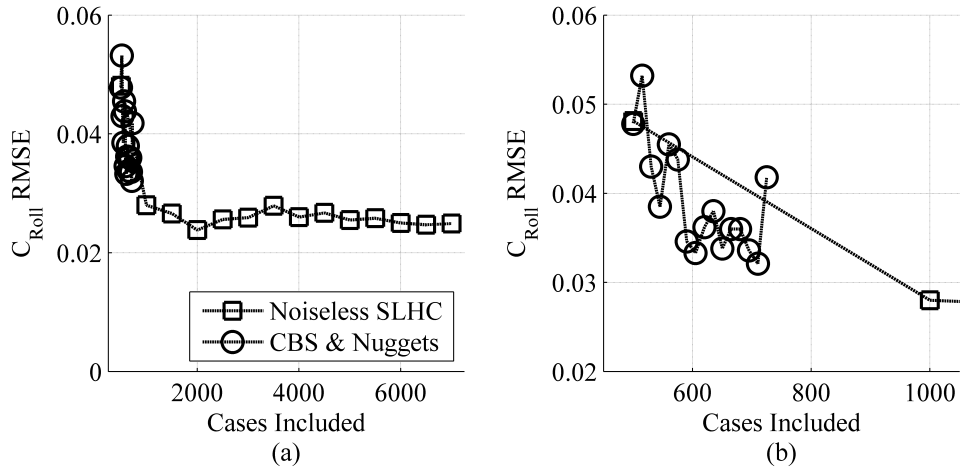 0.06
0.04
0.02
0
C_Roll RMSE
2000
4000
6000
Cases Included
(a)
Noiseless SLHC
CBS & Nuggets
0.06
0.05
0.04
0.03
0.02
C_Roll RMSE
600
800
1000
Cases Included
(b)